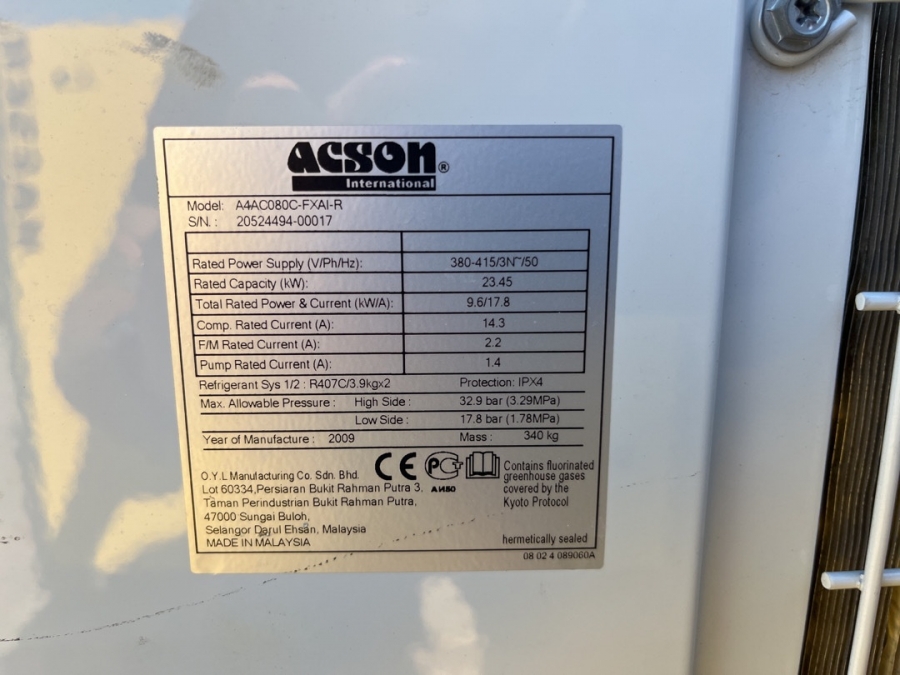 ACSON®
International
Model: A4AC080C-FXAI-R
S/N.: 20524494-00017
Rated Power Supply (V/Ph/Hz): 380-415/3N~/50
Rated Capacity (kW): 23.45
Total Rated Power & Current (kW/A): 9.6/17.8
Comp. Rated Current (A): 14.3
F/M Rated Current (A): 2.2
Pump Rated Current (A): 1.4
Refrigerant Sys 1/2 : R407C/3.9kgx2 Protection: IPX4
Max. Allowable Pressure : High Side : 32.9 bar (3.29MPa)
Low Side : 17.8 bar (1.78MPa)
Year of Manufacture : 2009 Mass : 340 kg
O.Y.L Manufacturing Co. Sdn. Bhd.
Lot 60334,Persiaran Bukit Rahman Putra 3,
Taman Perindustrian Bukit Rahman Putra,
47000 Sungai Buloh,
Selangor Darul Ehsan, Malaysia
MADE IN MALAYSIA
CE
РСТ
АИ50
Contains fluorinated
greenhouse gases
covered by the
Kyoto Protocol
hermetically sealed
08 02 4 089060A